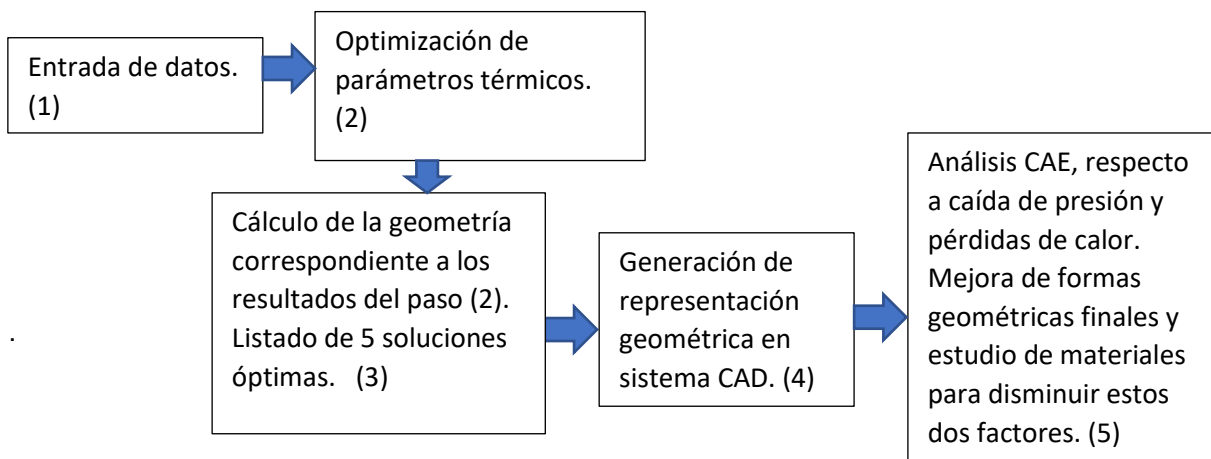 Entrada de datos.
(1)
Optimización de
parámetros térmicos.
(2)
Cálculo de la geometría
correspondiente a los
resultados del paso (2).
Listado de 5 soluciones
óptimas. (3)
Generación de
representación
geométrica en
sistema CAD. (4)
Análisis CAE, respecto
a caída de presión y
pérdidas de calor.
Mejora de formas
geométricas finales y
estudio de materiales
para disminuir estos
dos factores. (5)
.